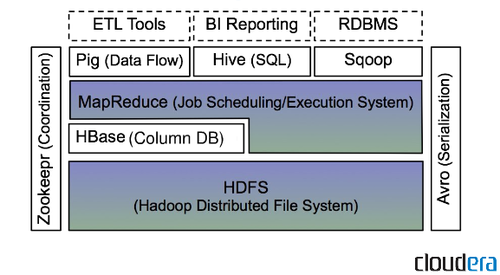 ETL Tools
BI Reporting
RDBMS
Zookeepr (Coordination)
Pig (Data Flow)
Hive (SQL)
Sqoop
Avro (Serialization)
MapReduce (Job Scheduling/Execution System)
HBase (Column DB)
HDFS
(Hadoop Distributed File System)
cloudera